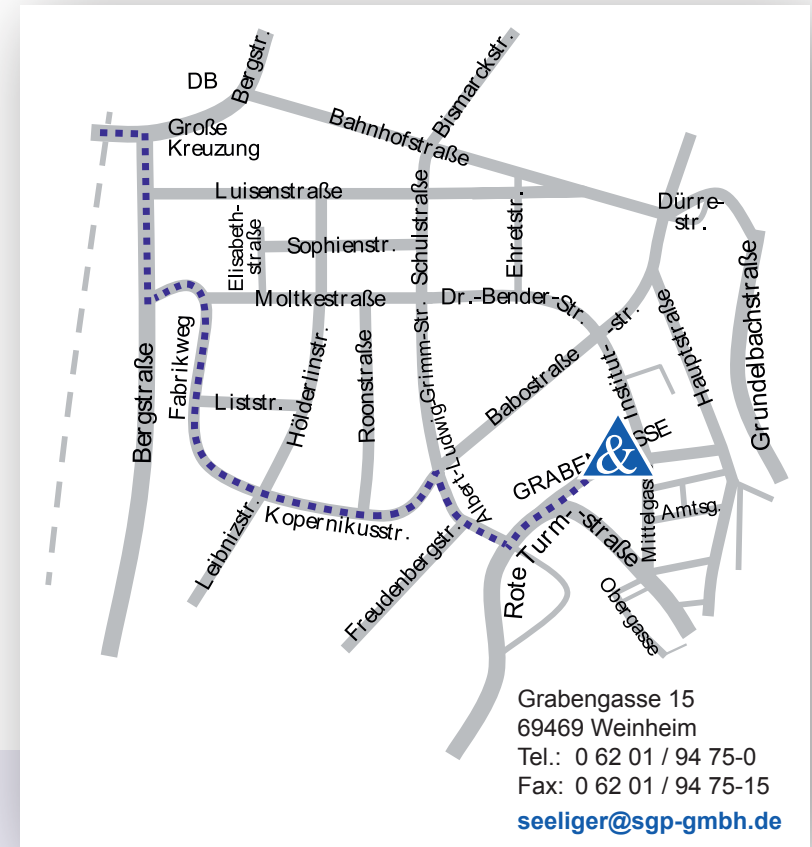 Bergstr.
DB
Bismarckstr.
Große
Kreuzung
Bahnhofstraße
Luisenstraße
Schulstraße
Ehretstr.
Dürre-
str.
Elisabeth-
straße
Sophienstr.
Moltkestraße
Dr.-Bender-Str.
Institut-
-str.
Hauptstraße
Grundelbachstraße
Bergstraße
Fabrikweg
Hölderlinstr.
Roonstraße
Albert-Ludwig-Grimm-Str.
Babostraße
Liststr.
GRABEN
SSE
&
Mittelgass
Amtsg.
Leibnizstr.
Kopernikusstr.
Freudenbergstr.
Rote Turm-
-straße
Obergasse
Grabengasse 15
69469 Weinheim
Tel.: 0 62 01 / 94 75-0
Fax: 0 62 01 / 94 75-15
seeliger@sgp-gmbh.de